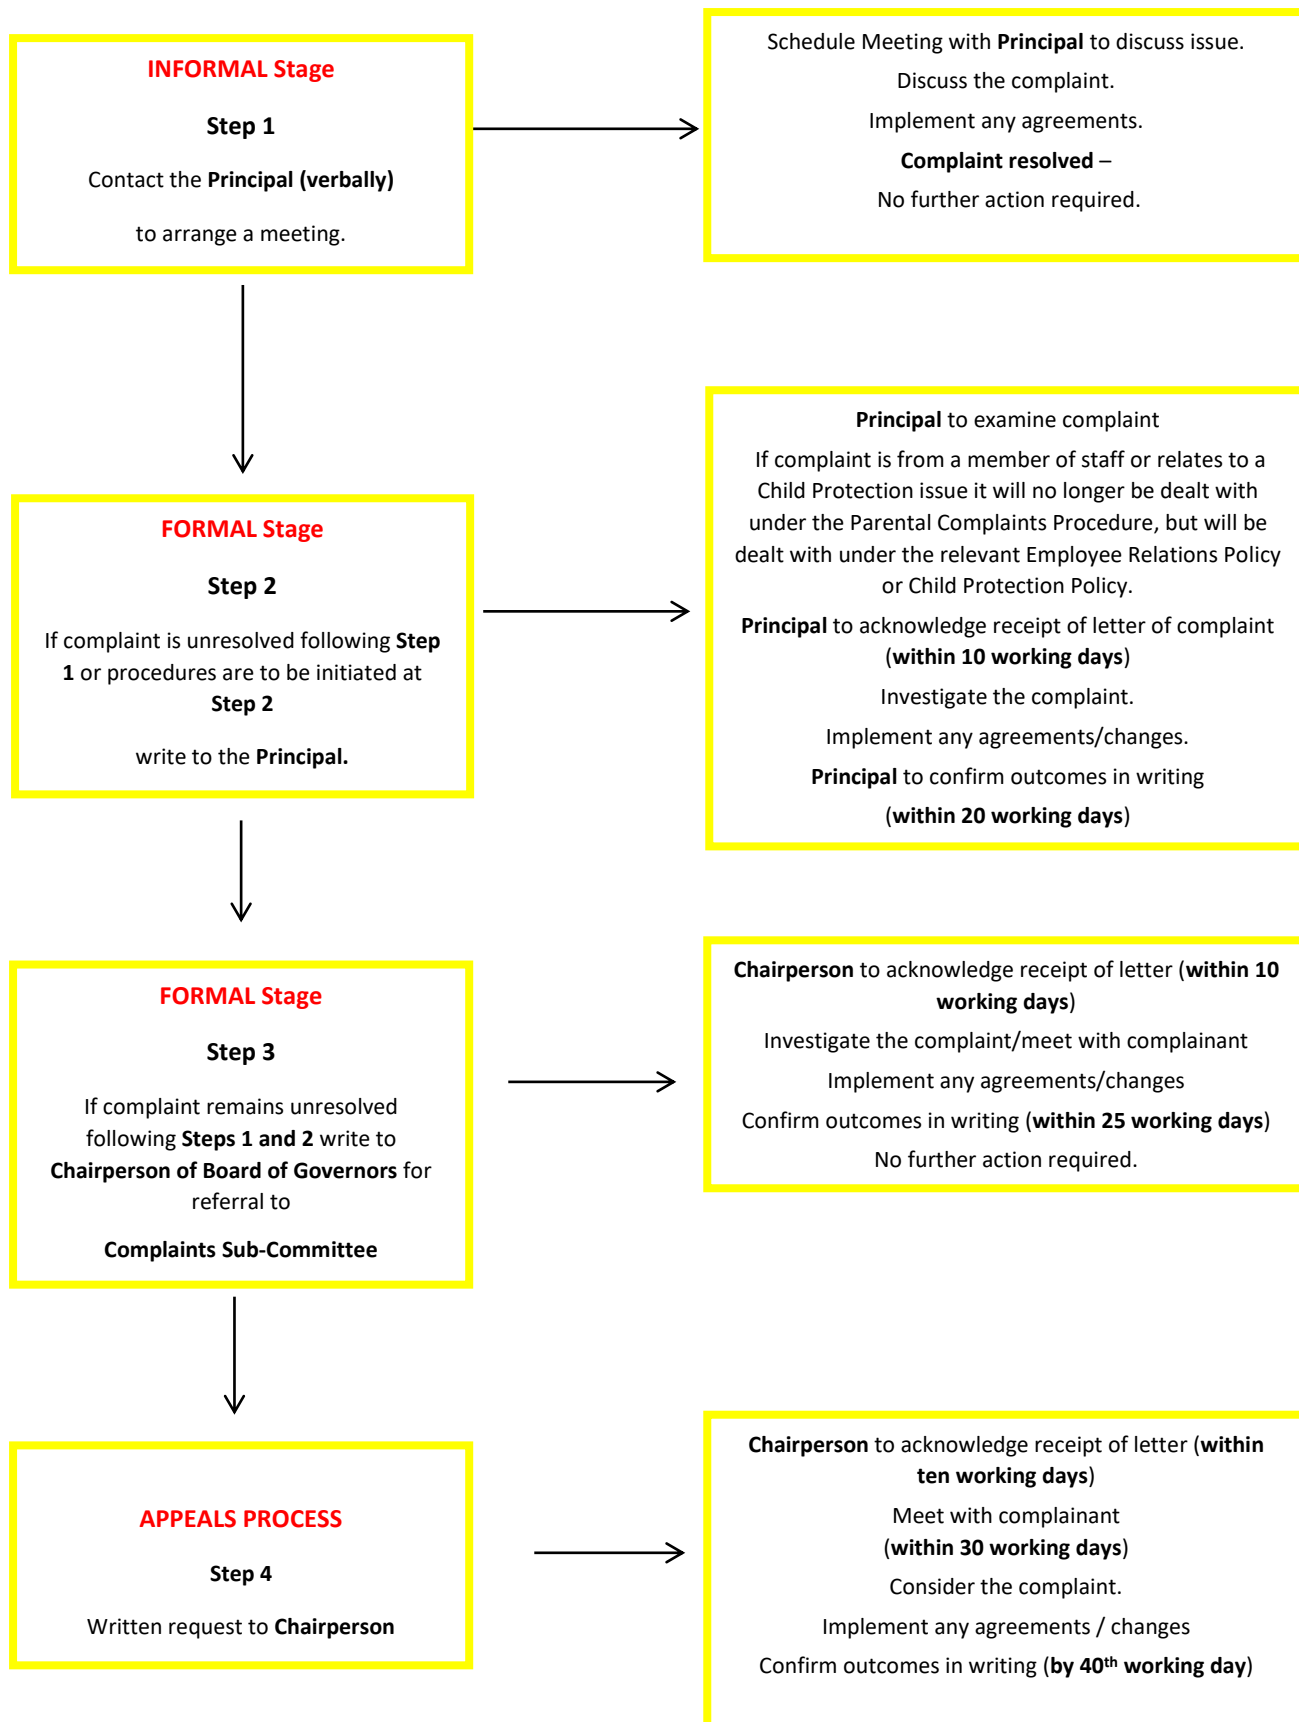 INFORMAL Stage
Step 1
Contact the Principal (verbally)
to arrange a meeting.
Schedule Meeting with Principal to discuss issue.
Discuss the complaint.
Implement any agreements.
Complaint resolved –
No further action required.
FORMAL Stage
Step 2
If complaint is unresolved following Step
1 or procedures are to be initiated at
Step 2
write to the Principal.
Principal to examine complaint
If complaint is from a member of staff or relates to a
Child Protection issue it will no longer be dealt with
under the Parental Complaints Procedure, but will be
dealt with under the relevant Employee Relations Policy
or Child Protection Policy.
Principal to acknowledge receipt of letter of complaint
(within 10 working days)
Investigate the complaint.
Implement any agreements/changes.
Principal to confirm outcomes in writing
(within 20 working days)
FORMAL Stage
Step 3
If complaint remains unresolved
following Steps 1 and 2 write to
Chairperson of Board of Governors for
referral to
Complaints Sub-Committee
Chairperson to acknowledge receipt of letter (within 10
working days)
Investigate the complaint/meet with complainant
Implement any agreements/changes
Confirm outcomes in writing (within 25 working days)
No further action required.
APPEALS PROCESS
Step 4
Written request to Chairperson
Chairperson to acknowledge receipt of letter (within
ten working days)
Meet with complainant
(within 30 working days)
Consider the complaint.
Implement any agreements / changes
Confirm outcomes in writing (by 40th working day)